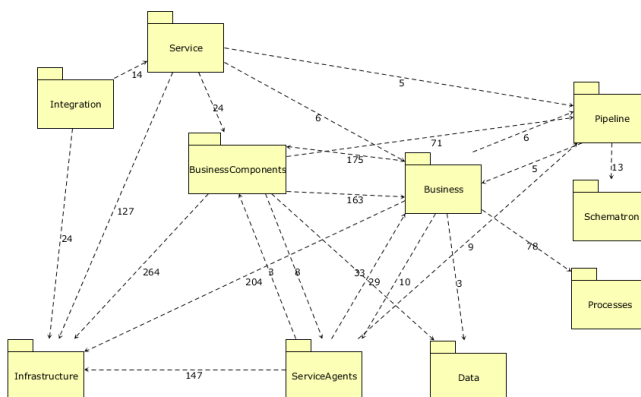 Service
14
Integration
5
24
6
Pipeline
71
6
175
BusinessComponents
Business
5
13
163
Schematron
127
24
9
78
264
204
3
8
33
29
10
3
Processes
Infrastructure
147
ServiceAgents
Data